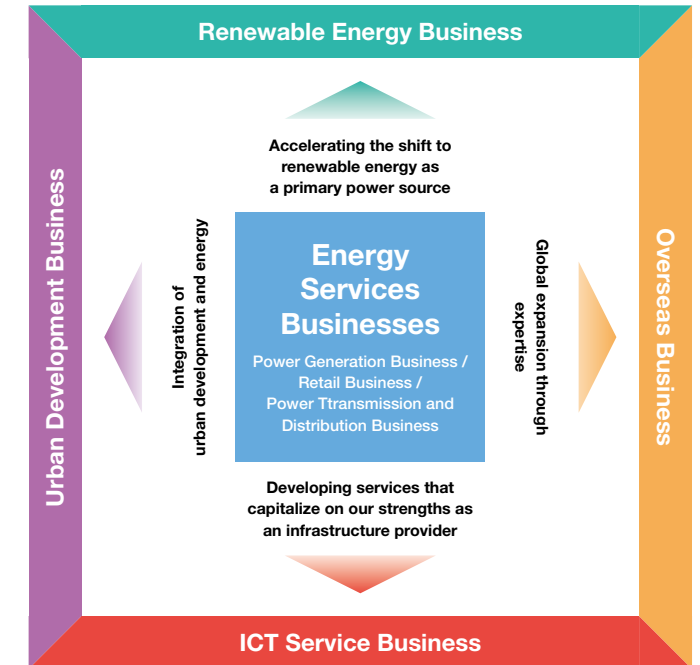 Renewable Energy Business
Accelerating the shift to
renewable energy as
a primary power source
Urban Development Business
Integration of
urban development and energy
Energy
Services
Businesses
Power Generation Business /
Retail Business /
Power Ttransmission and
Distribution Business
Global expansion through
expertise
Overseas Business
Developing services that
capitalize on our strengths as
an infrastructure provider
ICT Service Business